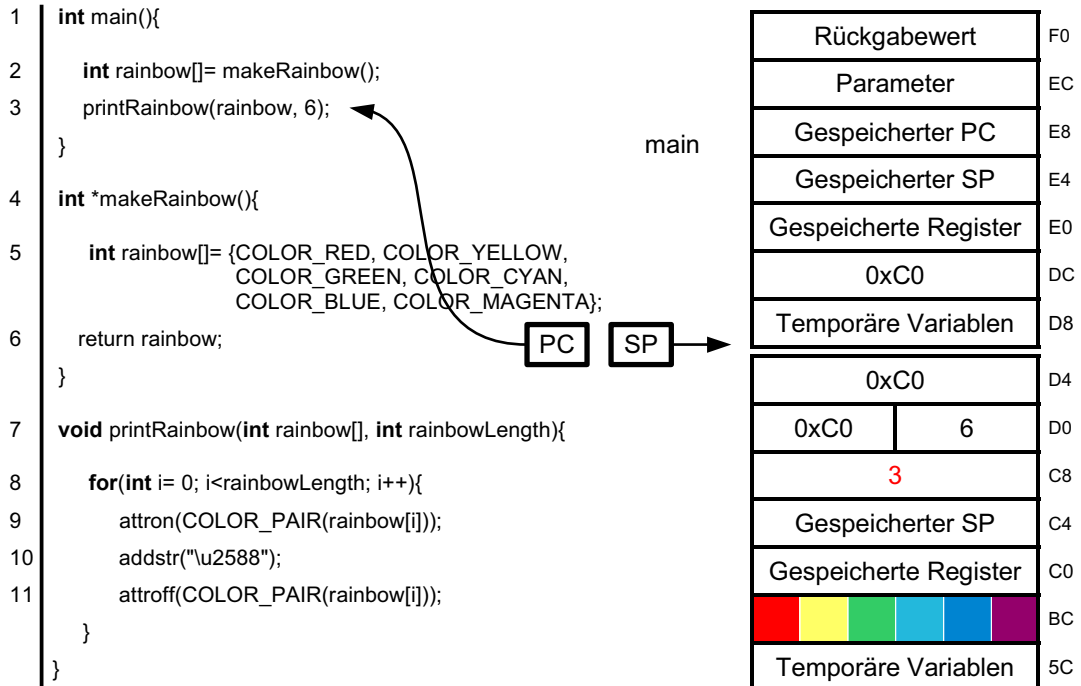 1 int main(){
2 int rainbow[]= makeRainbow();
3 printRainbow(rainbow, 6);
}
4 int *makeRainbow(){
5 int rainbow[]= {COLOR_RED, COLOR_YELLOW,
COLOR_GREEN, COLOR_CYAN,
COLOR_BLUE, COLOR_MAGENTA};
6 return rainbow;
}
7 void printRainbow(int rainbow[], int rainbowLength){
8 for(int i= 0; i<rainbowLength; i++){
9 attron(COLOR_PAIR(rainbow[i]));
10 addstr("\u2588");
11 attroff(COLOR_PAIR(rainbow[i]));
}
}
PC SP
main
Rückgabewert F0
Parameter EC
Gespeicherter PC E8
Gespeicherter SP E4
Gespeicherte Register E0
0xC0 DC
Temporäre Variablen D8
0xC0 D4
0xC0 6 D0
3 C8
Gespeicherter SP C4
Gespeicherte Register C0
BC
Temporäre Variablen 5C